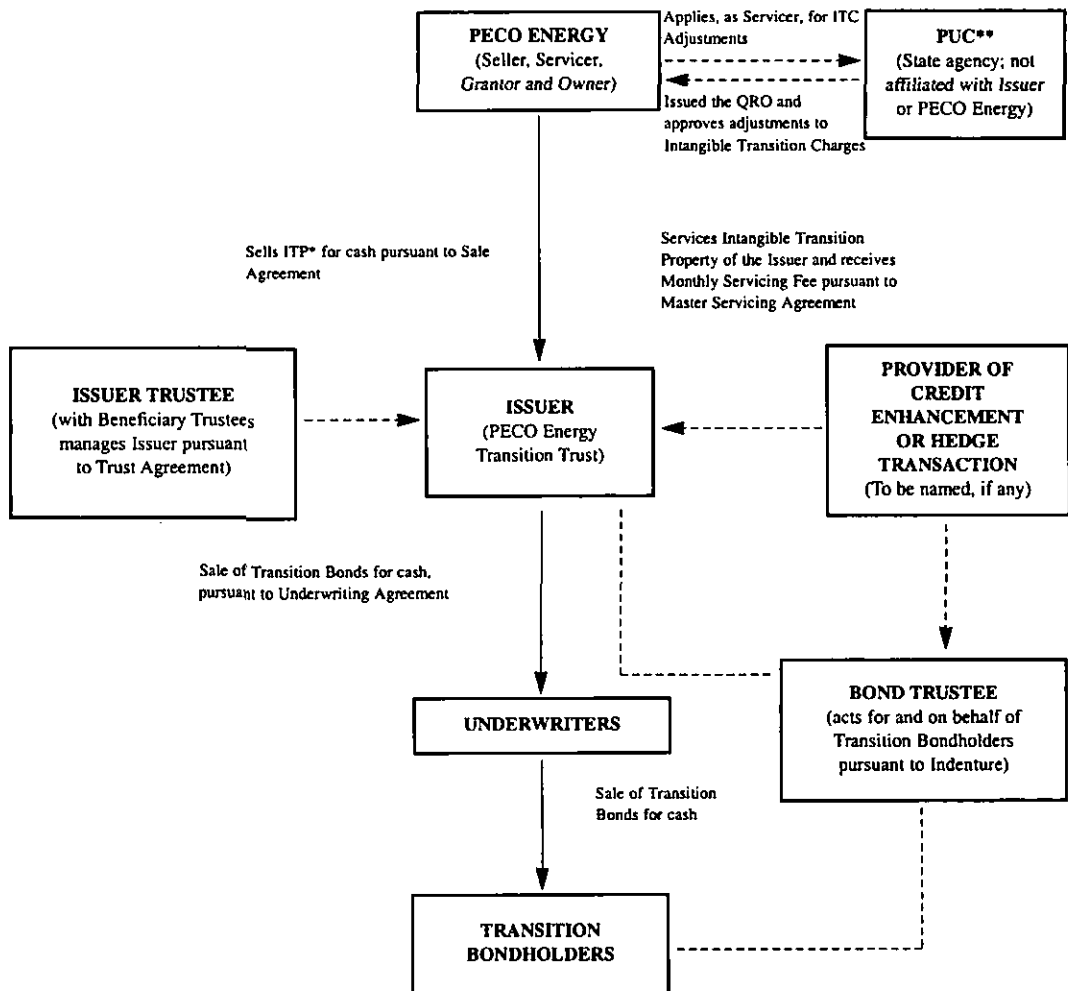 PECO ENERGY
(Seller, Servicer,
Grantor and Owner)
Applies, as Servicer, for ITC
Adjustments
Issued the QRO and
approves adjustments to
Intangible Transition Charges
PUC**
(State agency; not
affiliated with Issuer
or PECO Energy)
Sells ITP* for cash pursuant to Sale
Agreement
Services Intangible Transition
Property of the Issuer and receives
Monthly Servicing Fee pursuant to
Master Servicing Agreement
ISSUER TRUSTEE
(with Beneficiary Trustees
manages Issuer pursuant
to Trust Agreement)
ISSUER
(PECO Energy
Transition Trust)
PROVIDER OF
CREDIT
ENHANCEMENT
OR HEDGE
TRANSACTION
(To be named, if any)
Sale of Transition Bonds for cash,
pursuant to Underwriting Agreement
UNDERWRITERS
BOND TRUSTEE
(acts for and on behalf of
Transition Bondholders
pursuant to Indenture)
Sale of Transition
Bonds for cash
TRANSITION
BONDHOLDERS